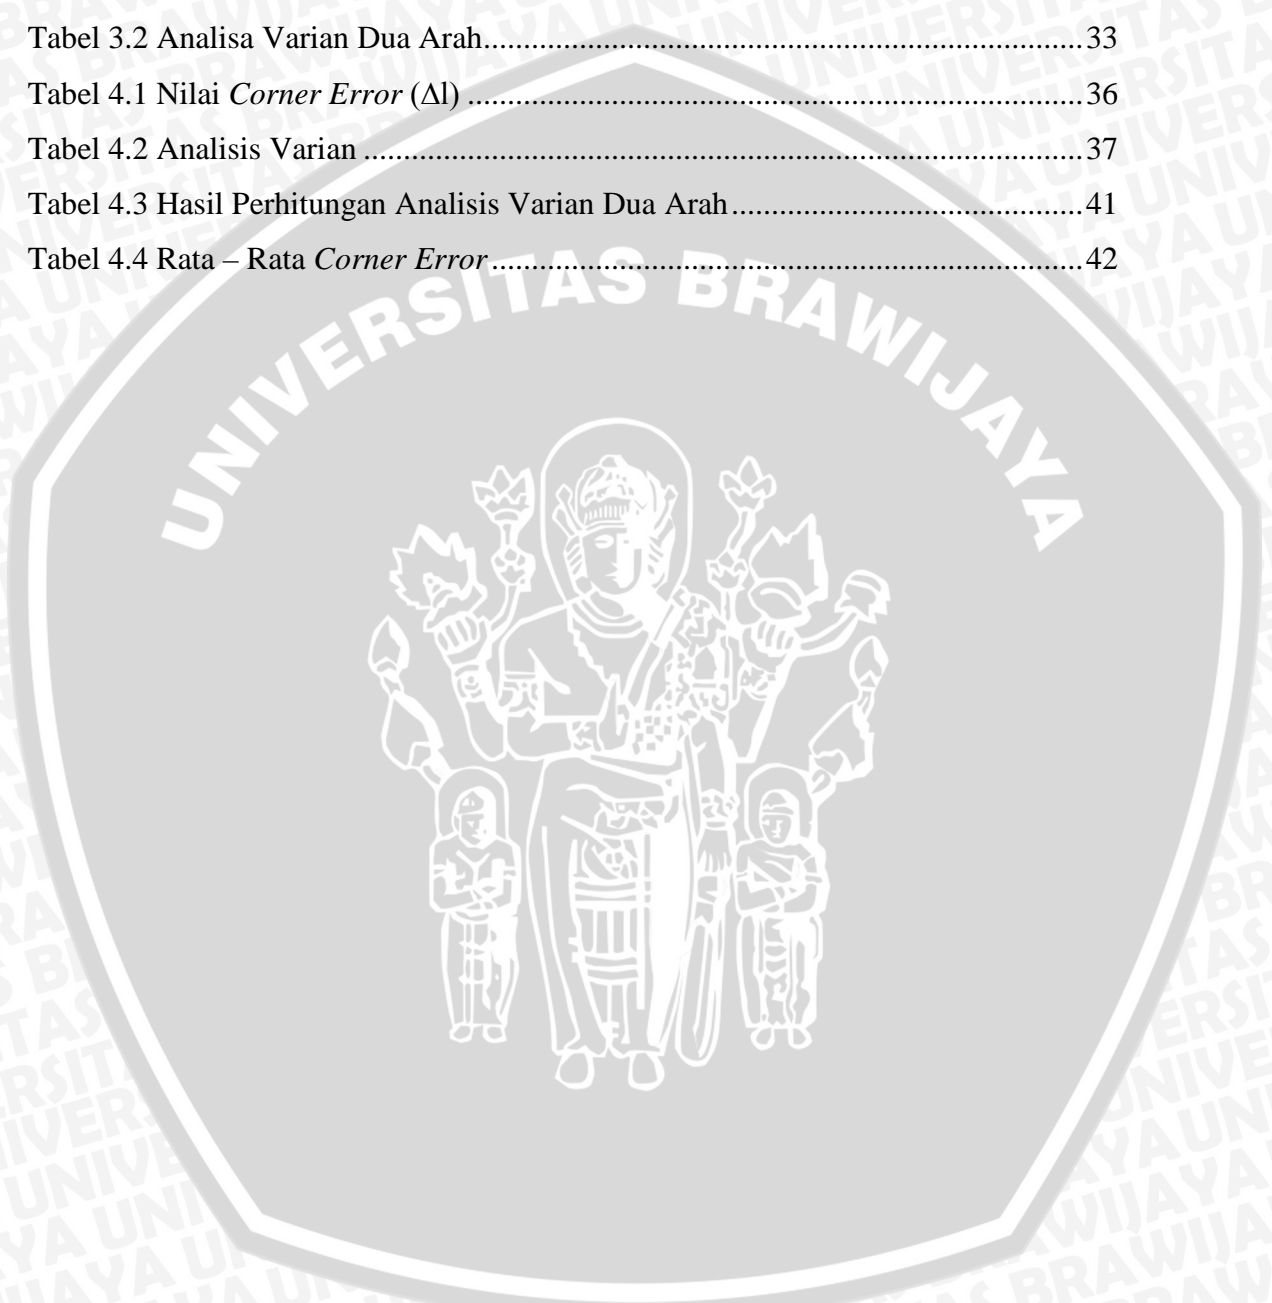 Tabel 3.2 Analisa Varian Dua Arah..........................................................................33
Tabel 4.1 Nilai Corner Error (Δl) ............................................................................36
Tabel 4.2 Analisis Varian .........................................................................................37
Tabel 4.3 Hasil Perhitungan Analisis Varian Dua Arah...........................................41
Tabel 4.4 Rata – Rata Corner Error.........................................................................42
UNIVERSITAS BRAWIJAYA